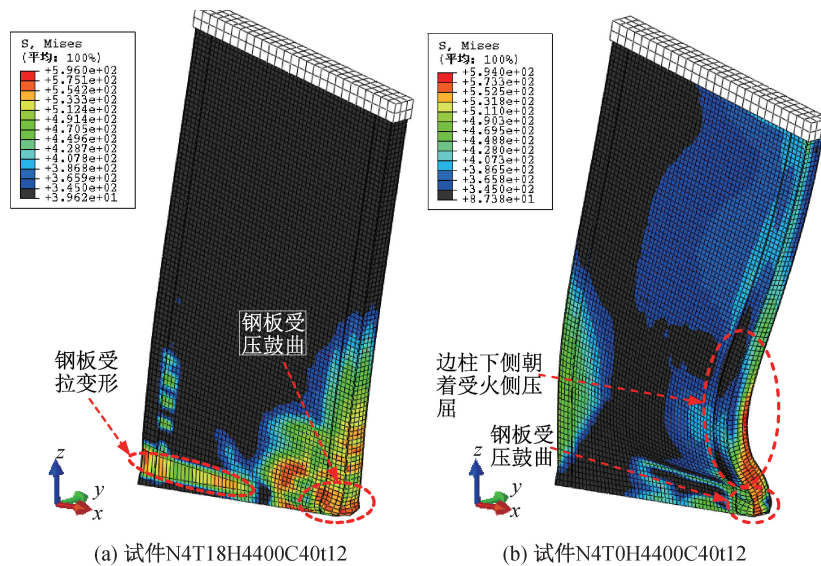 S, Mises
(平均: 100%)
+5.960e+02
+5.751e+02
+5.542e+02
+5.333e+02
+5.124e+02
+4.914e+02
+4.705e+02
+4.496e+02
+4.287e+02
+4.078e+02
+3.868e+02
+3.659e+02
+3.450e+02
+3.962e+01
钢板受
拉变形
钢板受
压鼓曲
z
y
x
(a) 试件N4T18H4400C40t12
S, Mises
(平均: 100%)
+5.940e+02
+5.733e+02
+5.525e+02
+5.318e+02
+5.110e+02
+4.903e+02
+4.695e+02
+4.488e+02
+4.280e+02
+4.073e+02
+3.865e+02
+3.658e+02
+3.450e+02
+8.738e+01
边柱下侧朝
着受火侧压
屈
钢板受
压鼓曲
z
y
x
(b) 试件N4T0H4400C40t12